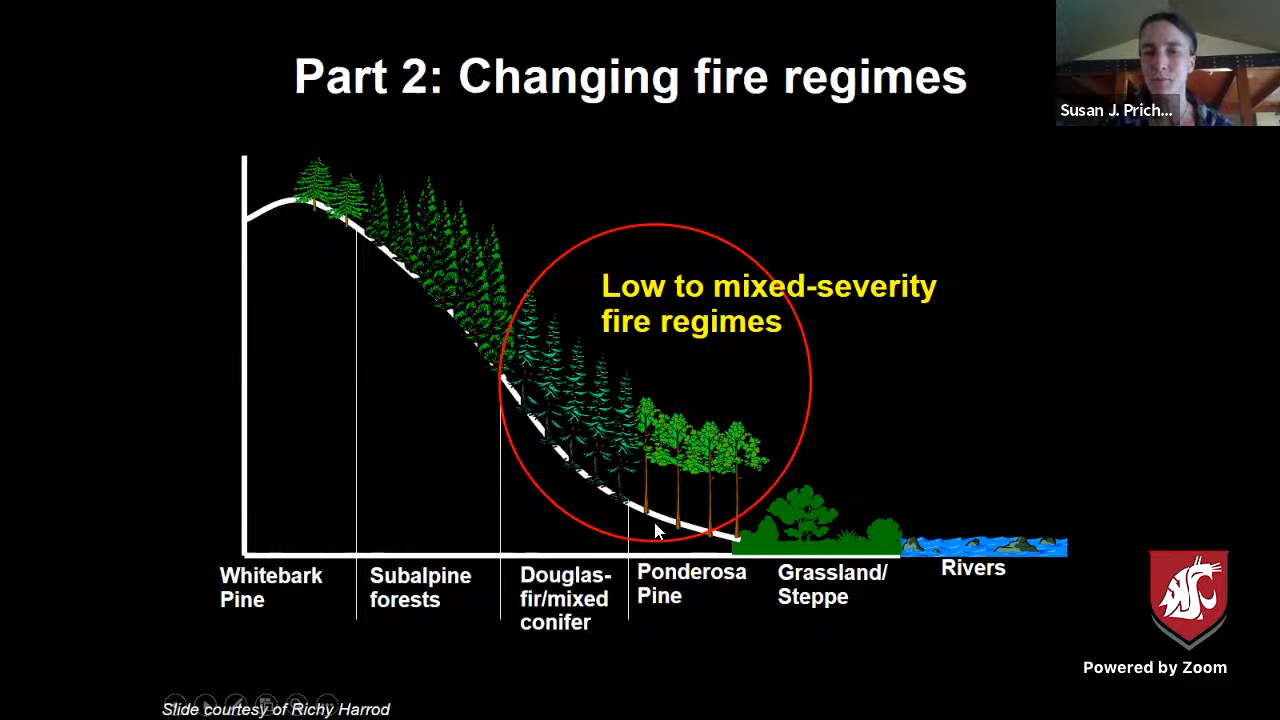 Part 2: Changing fire regimes
Susan J. Prich...
Low to mixed-severity
fire regimes
Whitebark
Pine
Subalpine
forests
Douglas-
fir/mixed
conifer
Ponderosa
Pine
Grassland/
Steppe
Rivers
Powered by Zoom
Slide courtesy of Richy Harrod